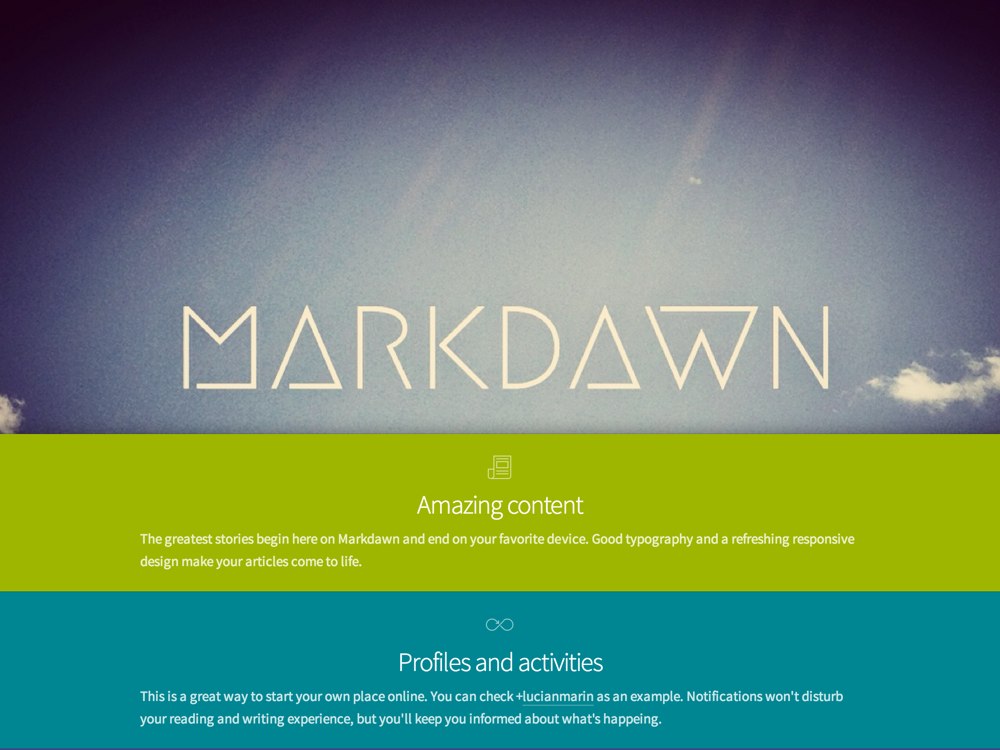 MARKDAWN
Amazing content
The greatest stories begin here on Markdawn and end on your favorite device. Good typography and a refreshing responsive
design make your articles come to life.
Profiles and activities
This is a great way to start your own place online. You can check +lucianmarin as an example. Notifications won't disturb
your reading and writing experience, but you'll keep you informed about what's happeing.